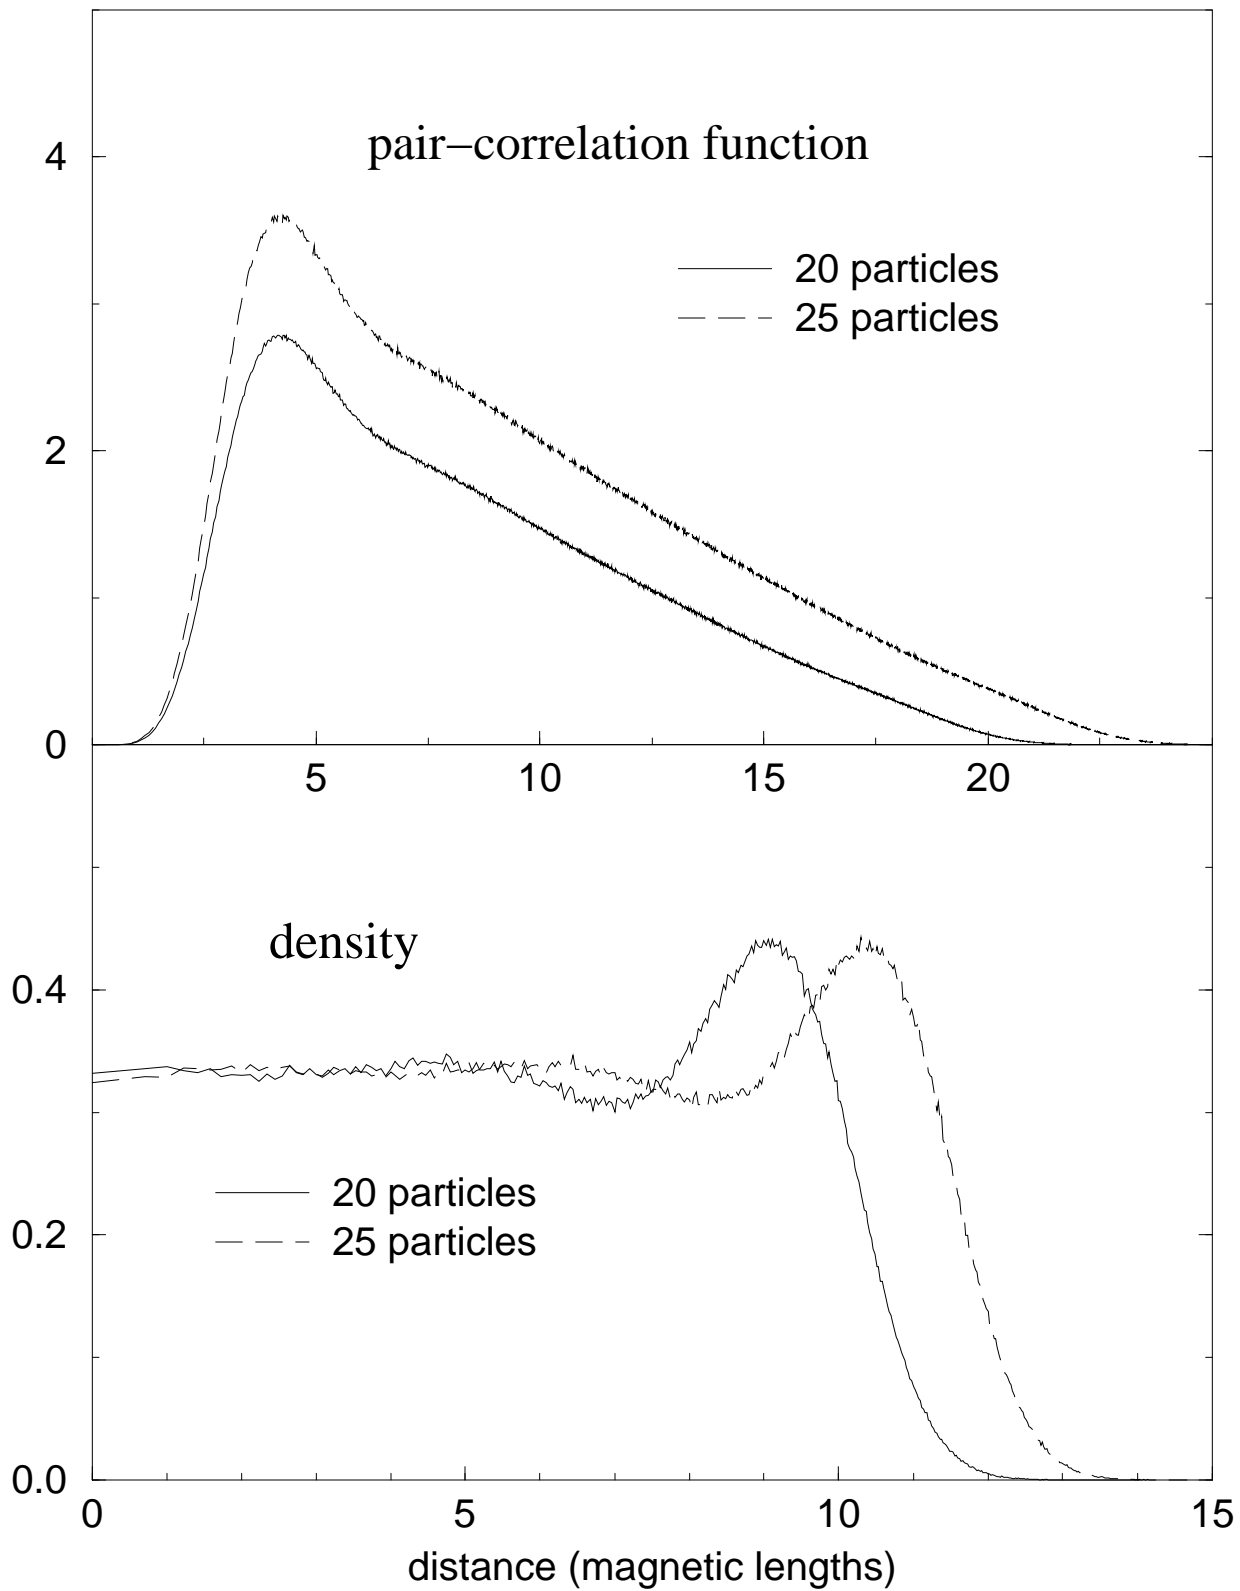 4
pair−correlation function
20 particles
25 particles
2
0
5 10 15 20
density
0.4
20 particles
25 particles
0.2
0.0
0 5 10 15
distance (magnetic lengths)